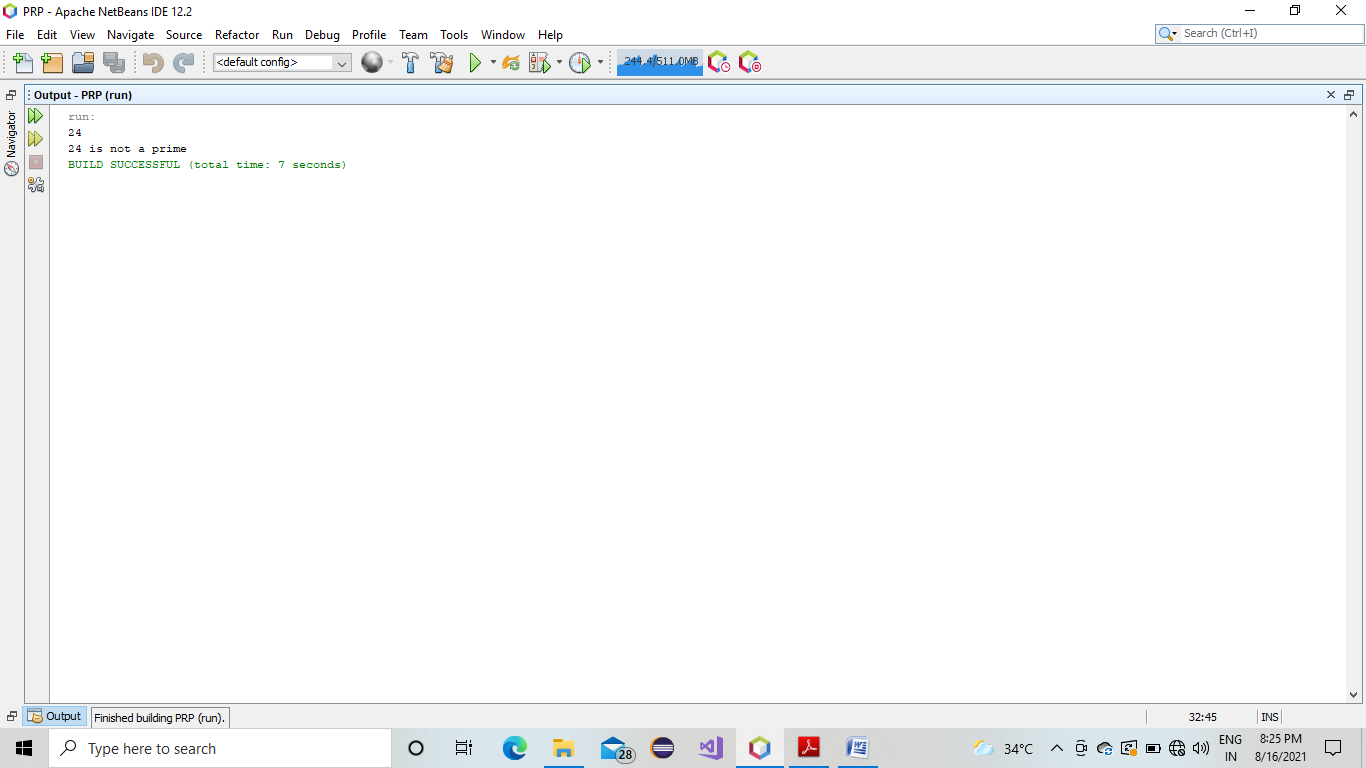 PRP - Apache NetBeans IDE 12.2
File Edit View Navigate Source Refactor Run Debug Profile Team Tools Window Help
Search (Ctrl+I)
<default config>
244.4/511.0MB
Output - PRP (run)
Navigator
run:
24
24 is not a prime
BUILD SUCCESSFUL (total time: 7 seconds)
Output
Finished building PRP (run).
32:45
INS
Type here to search
28
34°C
ENG
IN
8:25 PM
8/16/2021